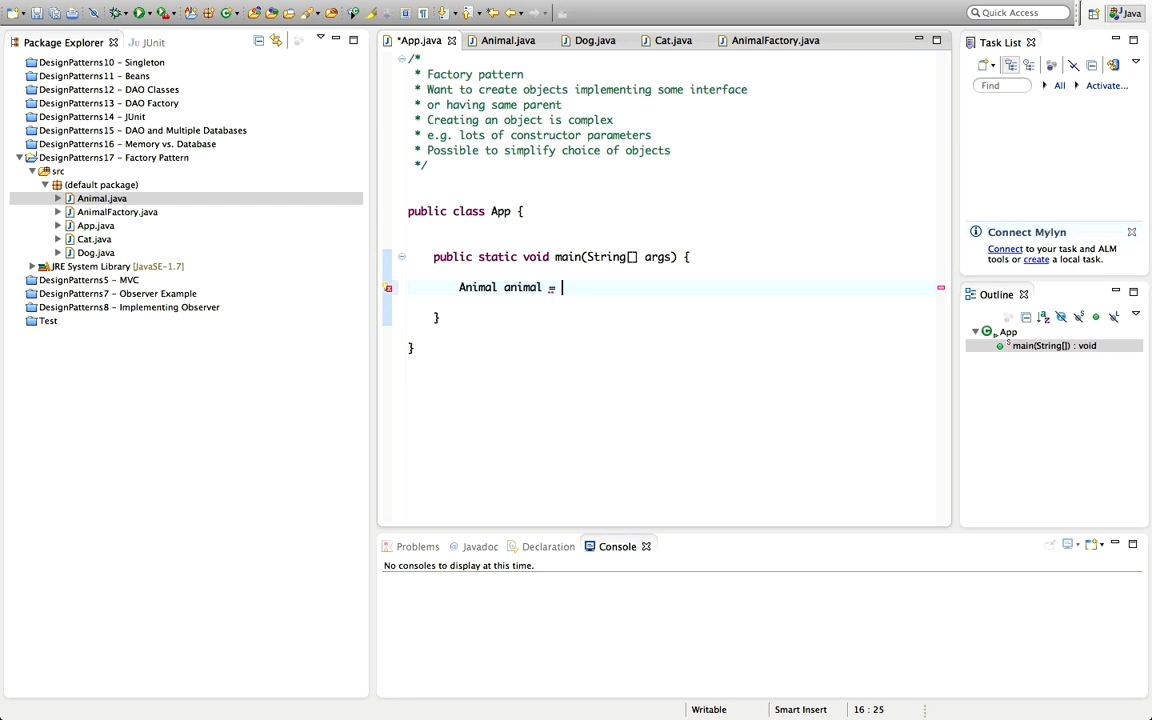 Quick Access
Java
Package Explorer
JUnit
DesignPatterns10 - Singleton
DesignPatterns11 - Beans
DesignPatterns12 - DAO Classes
DesignPatterns13 - DAO Factory
DesignPatterns14 - JUnit
DesignPatterns15 - DAO and Multiple Databases
DesignPatterns16 - Memory vs. Database
DesignPatterns17 - Factory Pattern
src
(default package)
Animal.java
AnimalFactory.java
App.java
Cat.java
Dog.java
JRE System Library [JavaSE-1.7]
DesignPatterns5 - MVC
DesignPatterns7 - Observer Example
DesignPatterns8 - Implementing Observer
Test
*App.java
Animal.java
Dog.java
Cat.java
AnimalFactory.java
/*
* Factory pattern
* Want to create objects implementing some interface
* or having same parent
* Creating an object is complex
* e.g. lots of constructor parameters
* Possible to simplify choice of objects
*/
public class App {
public static void main(String[] args) {
Animal animal =
}
}
Task List
Find
All
Activate...
Connect Mylyn
Connect to your task and ALM
tools or create a local task.
Outline
App
main(String[]) : void
Problems
@ Javadoc
Declaration
Console
No consoles to display at this time.
Writable
Smart Insert
16 : 25